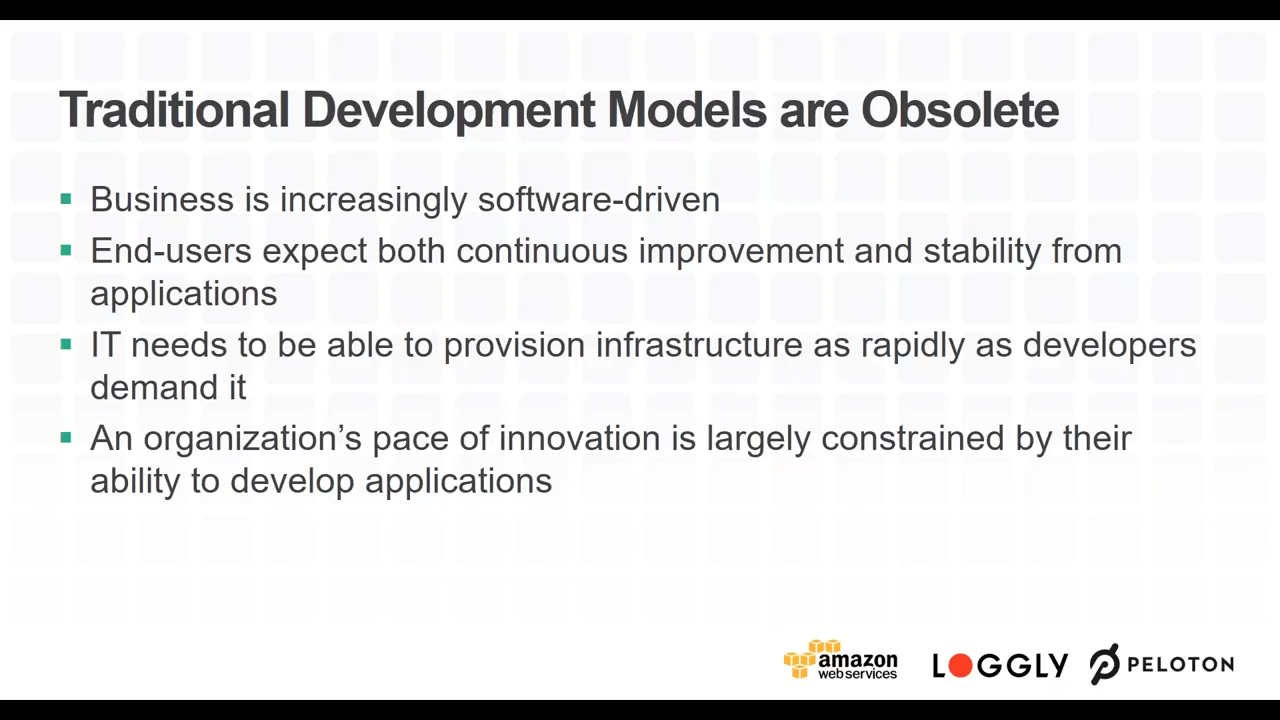 Traditional Development Models are Obsolete
Business is increasingly software-driven
End-users expect both continuous improvement and stability from
applications
IT needs to be able to provision infrastructure as rapidly as developers
demand it
An organization’s pace of innovation is largely constrained by their
ability to develop applications
amazon
webservices
LOGGLY
PELOTON